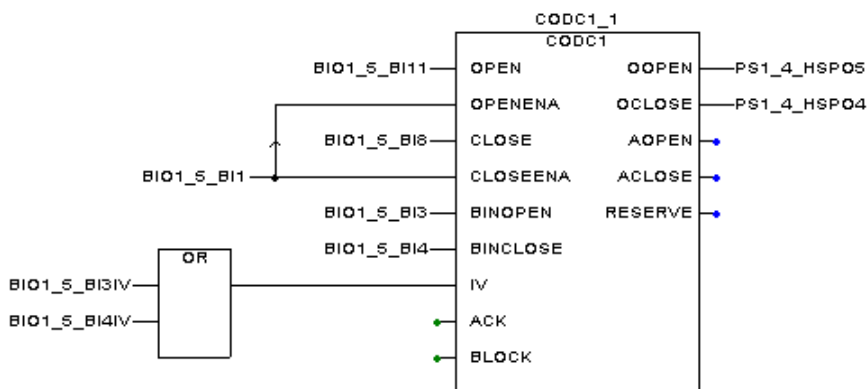 CODC1_1
CODC1
BIO1_5_BI11 OPEN OOPEN PS1_4_HSPO5
OPENENA OCLOSE PS1_4_HSPO4
BIO1_5_BI8 CLOSE AOPEN
BIO1_5_BI1 CLOSEENA ACLOSE
BIO1_5_BI3 BINOPEN RESERVE
BIO1_5_BI4 BINCLOSE
OR
BIO1_5_BI3IV IV
BIO1_5_BI4IV ACK
BLOCK